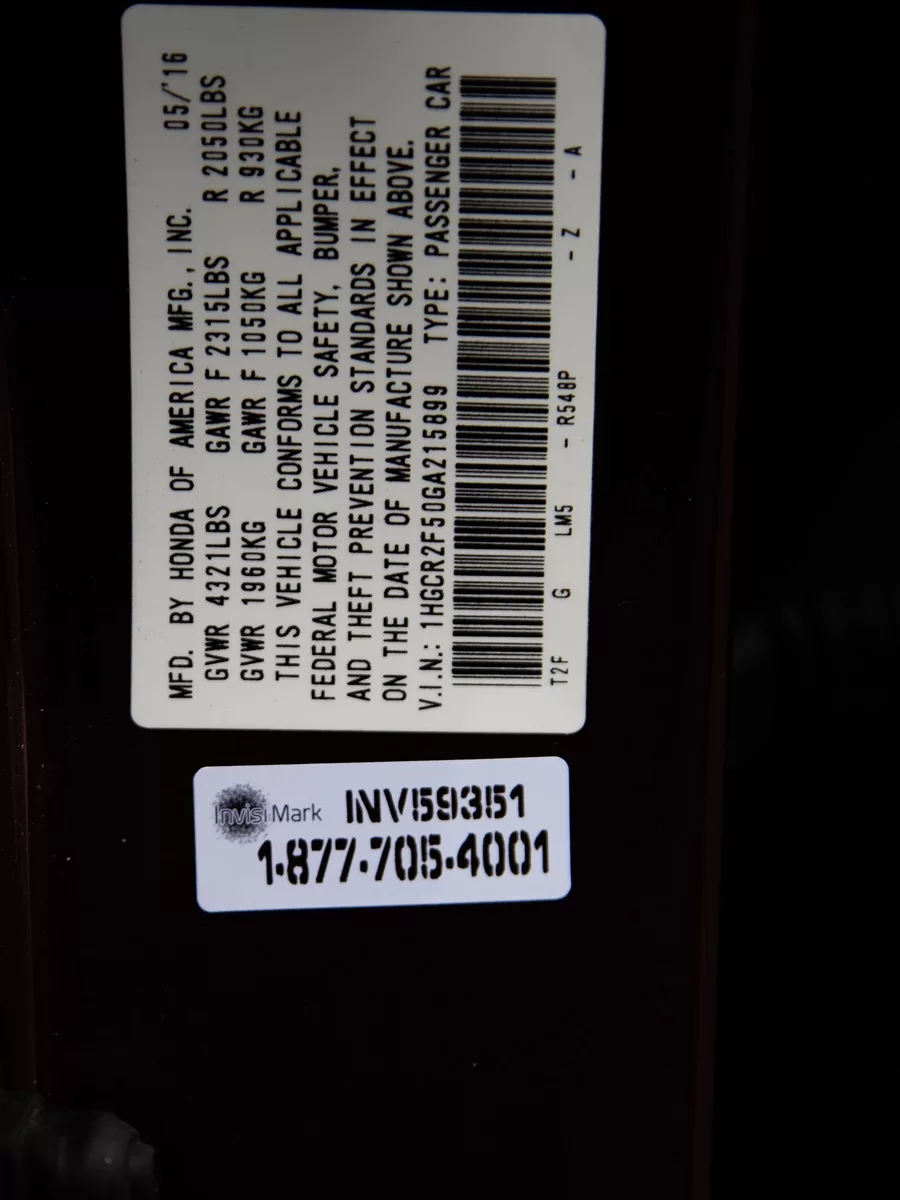 MFD. BY HONDA OF AMERICA MFG., INC. 05/'16
GVWR 4321LBS GAWR F 2315LBS R 2050LBS
GVWR 1960KG GAWR F 1050KG R 930KG
THIS VEHICLE CONFORMS TO ALL APPLICABLE
FEDERAL MOTOR VEHICLE SAFETY, BUMPER,
AND THEFT PREVENTION STANDARDS IN EFFECT
ON THE DATE OF MANUFACTURE SHOWN ABOVE.
V.I.N.: 1HGCR2F50GA215899 TYPE: PASSENGER CAR
T2F G LM5 - R548P - Z - A
InvisiMark INV59351
1-877-705-4001